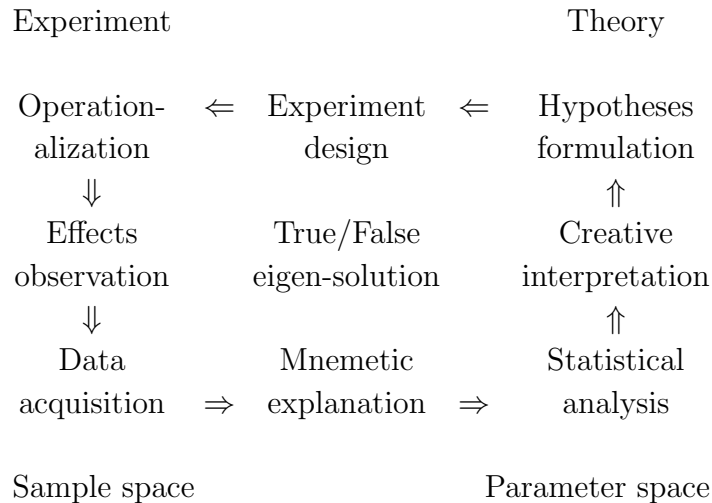 Experiment Theory
Operation- ⇐ Experiment ⇐ Hypotheses
alization design formulation
⇓ ⇑
Effects True/False Creative
observation eigen-solution interpretation
⇓ ⇑
Data Mnemetic Statistical
acquisition ⇒ explanation ⇒ analysis
Sample space Parameter space